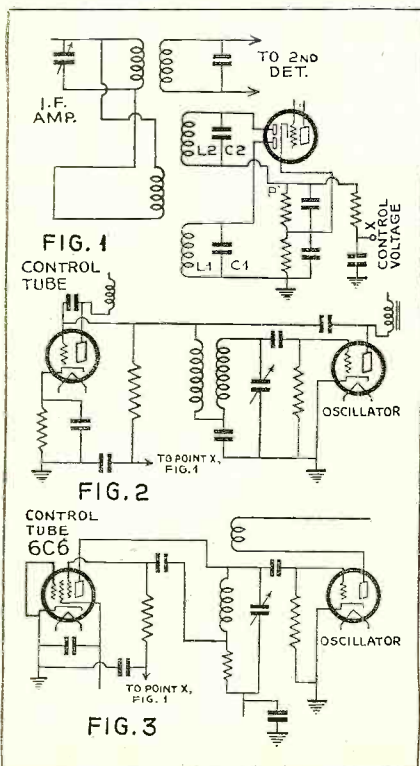 I.F.
AMP.
TO 2ND
DET.
L2 C2
R
L1 C1
X
CONTROL
VOLTAGE
FIG. 1
CONTROL
TUBE
OSCILLATOR
TO POINT X,
FIG. 1
FIG. 2
CONTROL
TUBE
6C6
OSCILLATOR
TO POINT X,
FIG. 1
FIG. 3